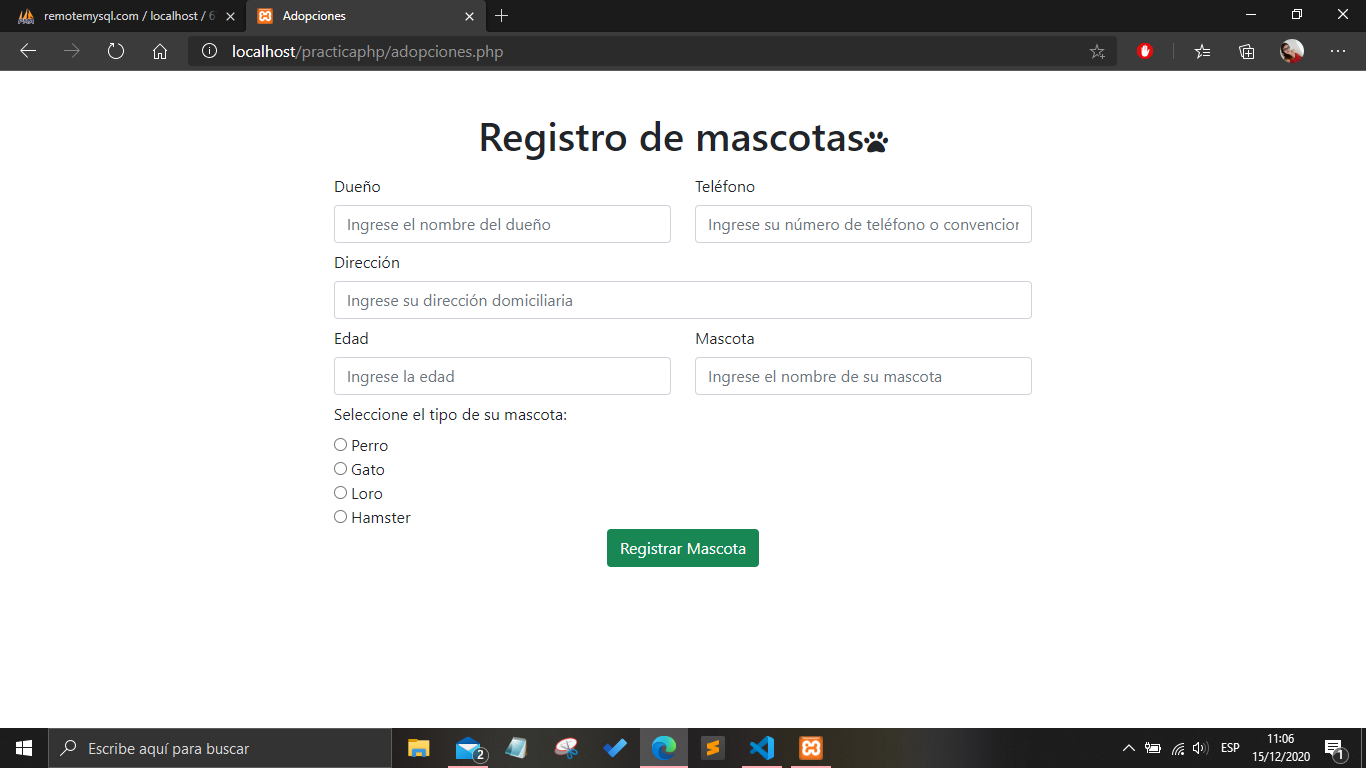 remotemysql.com / localhost / 6
Adopciones
localhost/practicaphp/adopciones.php
Registro de mascotas
Dueño
Teléfono
Ingrese el nombre del dueño
Ingrese su número de teléfono o convencion
Dirección
Ingrese su dirección domiciliaria
Edad
Mascota
Ingrese la edad
Ingrese el nombre de su mascota
Seleccione el tipo de su mascota:
Perro
Gato
Loro
Hamster
Registrar Mascota
Escribe aquí para buscar
2
ESP
11:06
15/12/2020
1